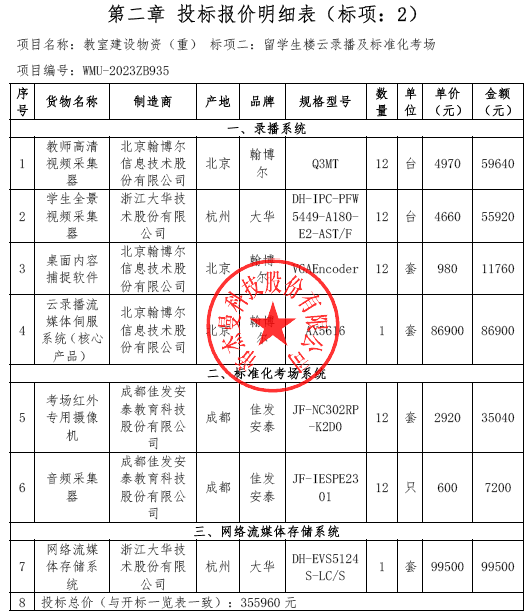 第二章 投标报价明细表（标项：2）
项目名称：教室建设物资（重） 标项二：留学生楼云录播及标准化考场
项目编号：WMU-2023ZB935
序号 货物名称 制造商 产地 品牌 规格型号 数量 单位 单价（元） 金额（元）
一、录播系统
1 教师高清视频采集器 北京翰博尔信息技术股份有限公司 北京 翰博尔 Q3MT 12 台 4970 59640
2 学生全景视频采集器 浙江大华技术股份有限公司 杭州 大华 DH-IPC-PFW5449-A180-E2-AST/F 12 台 4660 55920
3 桌面内容捕捉软件 北京翰博尔信息技术股份有限公司 北京 翰博尔 VGAEncoder 12 套 980 11760
4 云录播流媒体伺服系统(核心产品) 北京翰博尔信息技术股份有限公司 北京 翰博尔 AX5616 1 套 86900 86900
二、标准化考场系统
5 考场红外专用摄像机 成都佳发安泰教育科技股份有限公司 成都 佳发安泰 JF-NC302RP-K2D0 12 套 2920 35040
6 音频采集器 成都佳发安泰教育科技股份有限公司 成都 佳发安泰 JF-IESPE2301 12 只 600 7200
三、网络流媒体存储系统
7 网络流媒体存储系统 浙江大华技术股份有限公司 杭州 大华 DH-EVS5124S-LC/S 1 套 99500 99500
8 投标总价（与开标一览表一致）：355960 元
曼科技股份有限公司